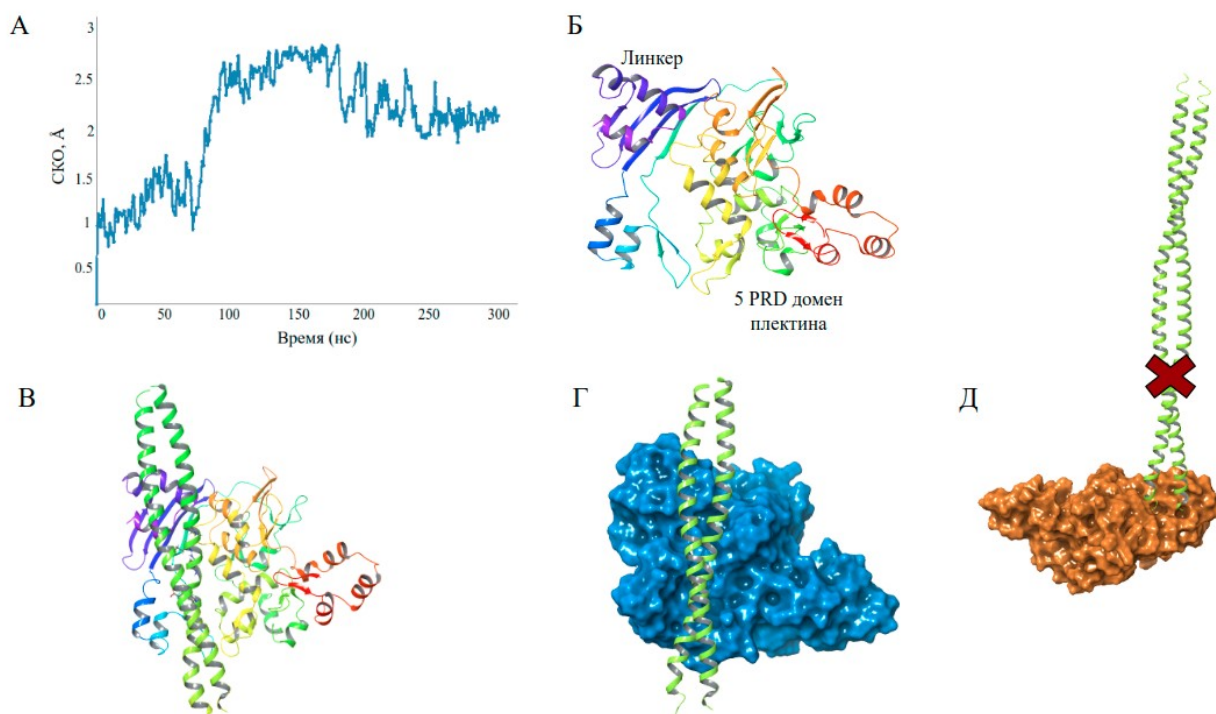 А
СКО, Å
3
2.5
2
1.5
1
0.5
0
50
100
150
200
250
300
Время (нс)
Б
Линкер
5 PRD домен
плектина
В
Г
Д